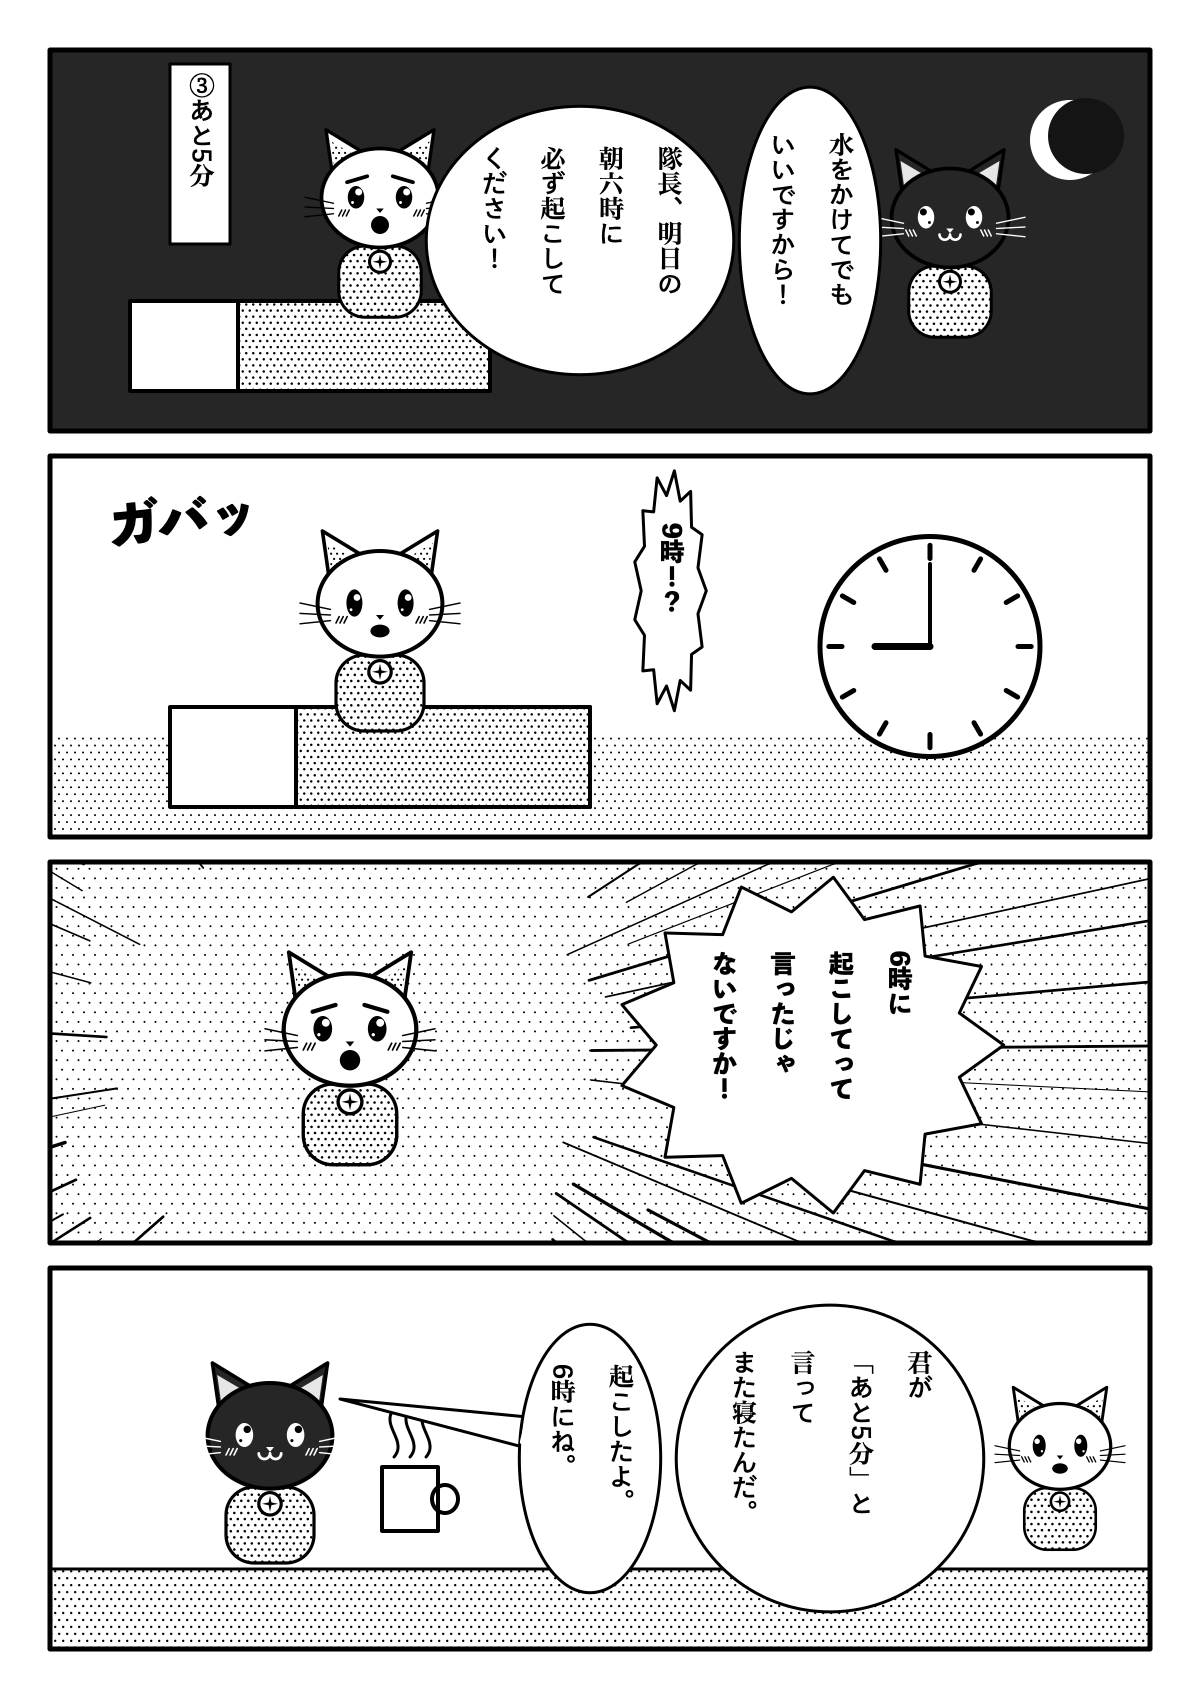 ③あと5分
水をかけてでも
いいですから！
隊長、明日の
朝六時に
必ず起こして
ください！
ガバッ
9時！？
6時に
起こしてって
言ったじゃ
ないですか！
君が
「あと5分」と
言って
また寝たんだ。
起こしたよ。
6時にね。